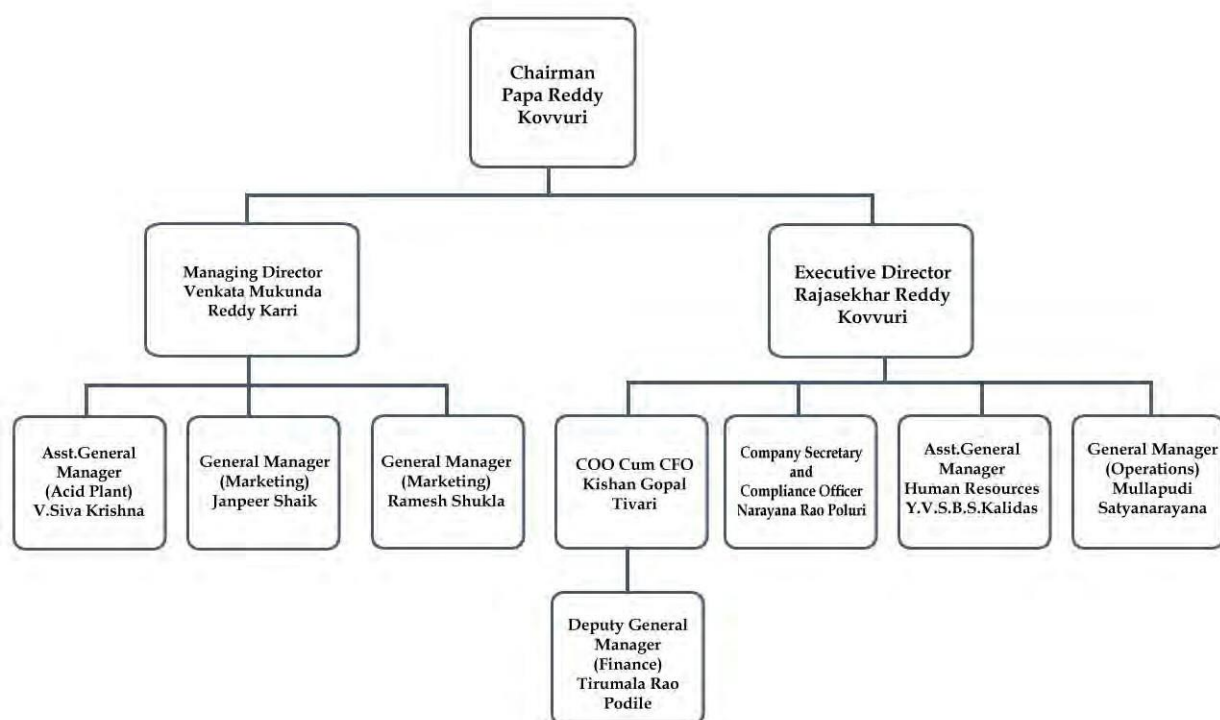 Chairman
Papa Reddy
Kovvuri
Managing Director
Venkata Mukunda
Reddy Karri
Executive Director
Rajasekhar Reddy
Kovvuri
Asst.General
Manager
(Acid Plant)
V.Siva Krishna
General Manager
(Marketing)
Janpeer Shaik
General Manager
(Marketing)
Ramesh Shukla
COO Cum CFO
Kishan Gopal
Tivari
Company Secretary
and
Compliance Officer
Narayana Rao Poluri
Asst.General
Manager
Human Resources
Y.V.S.B.S.Kalidas
General Manager
(Operations)
Mullapudi
Satyanarayana
Deputy General
Manager
(Finance)
Tirumala Rao
Podile